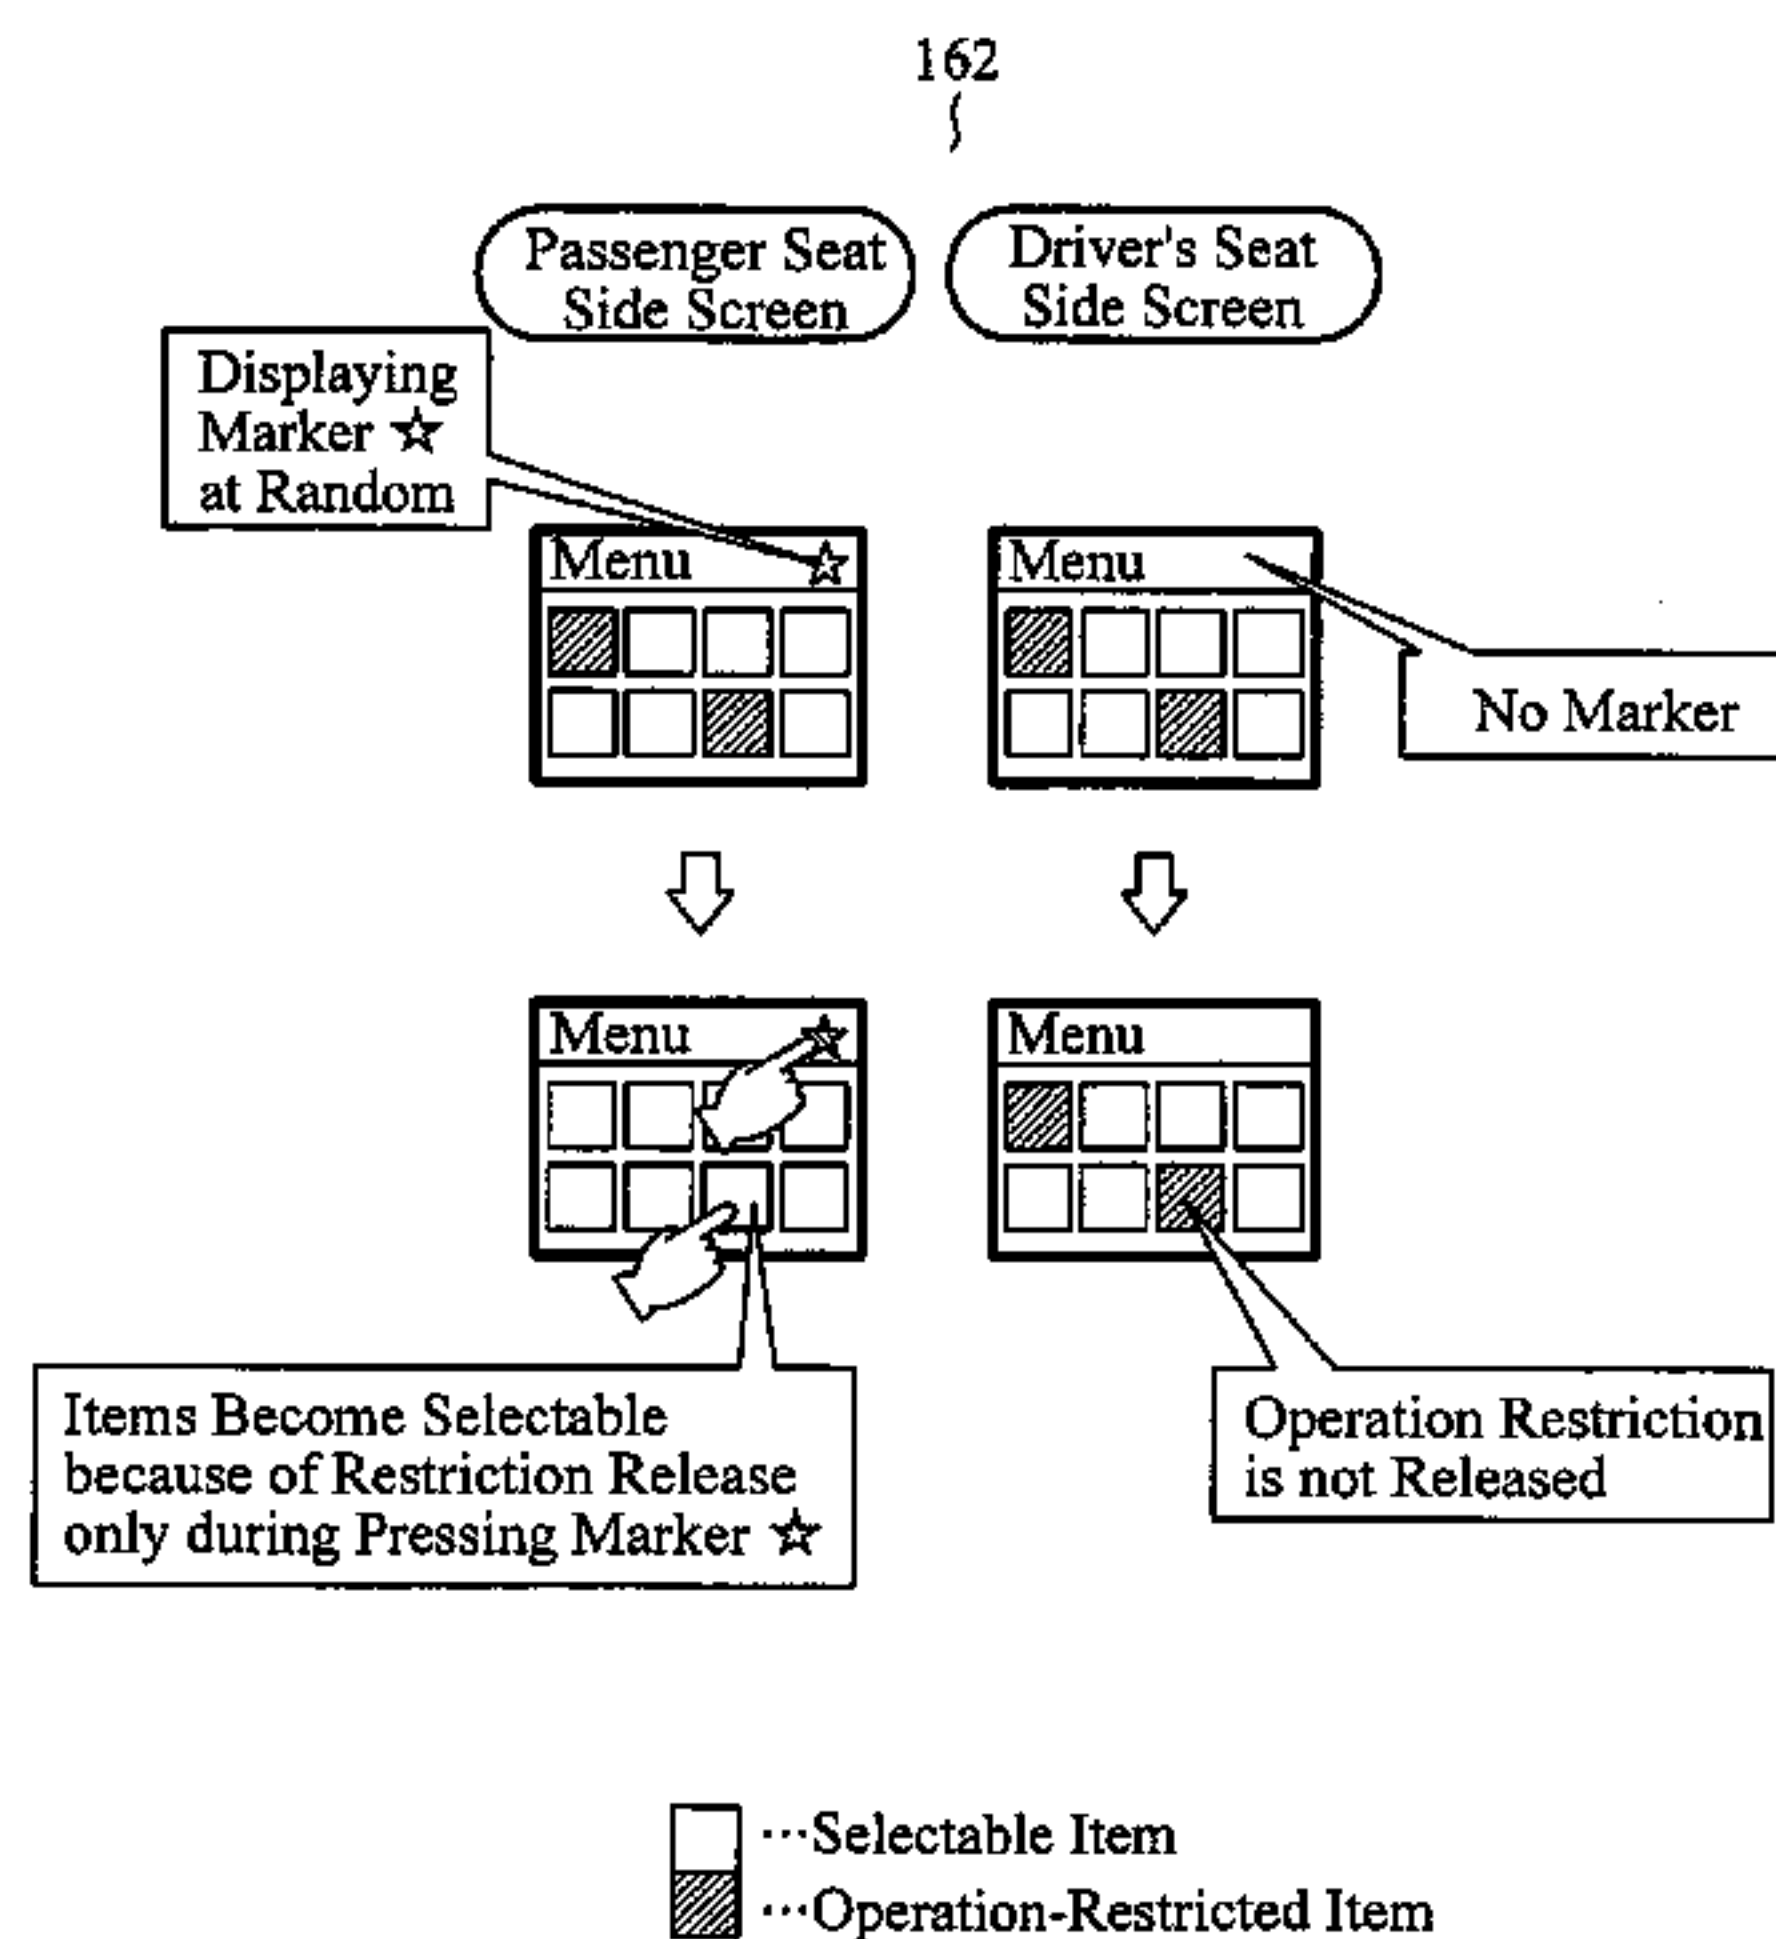 162
Passenger Seat
Side Screen
Driver's Seat
Side Screen
Displaying
Marker ☆
at Random
Menu ☆
Menu
No Marker
Menu ☆
Menu
Items Become Selectable
because of Restriction Release
only during Pressing Marker ☆
Operation Restriction
is not Released
···Selectable Item
···Operation-Restricted Item